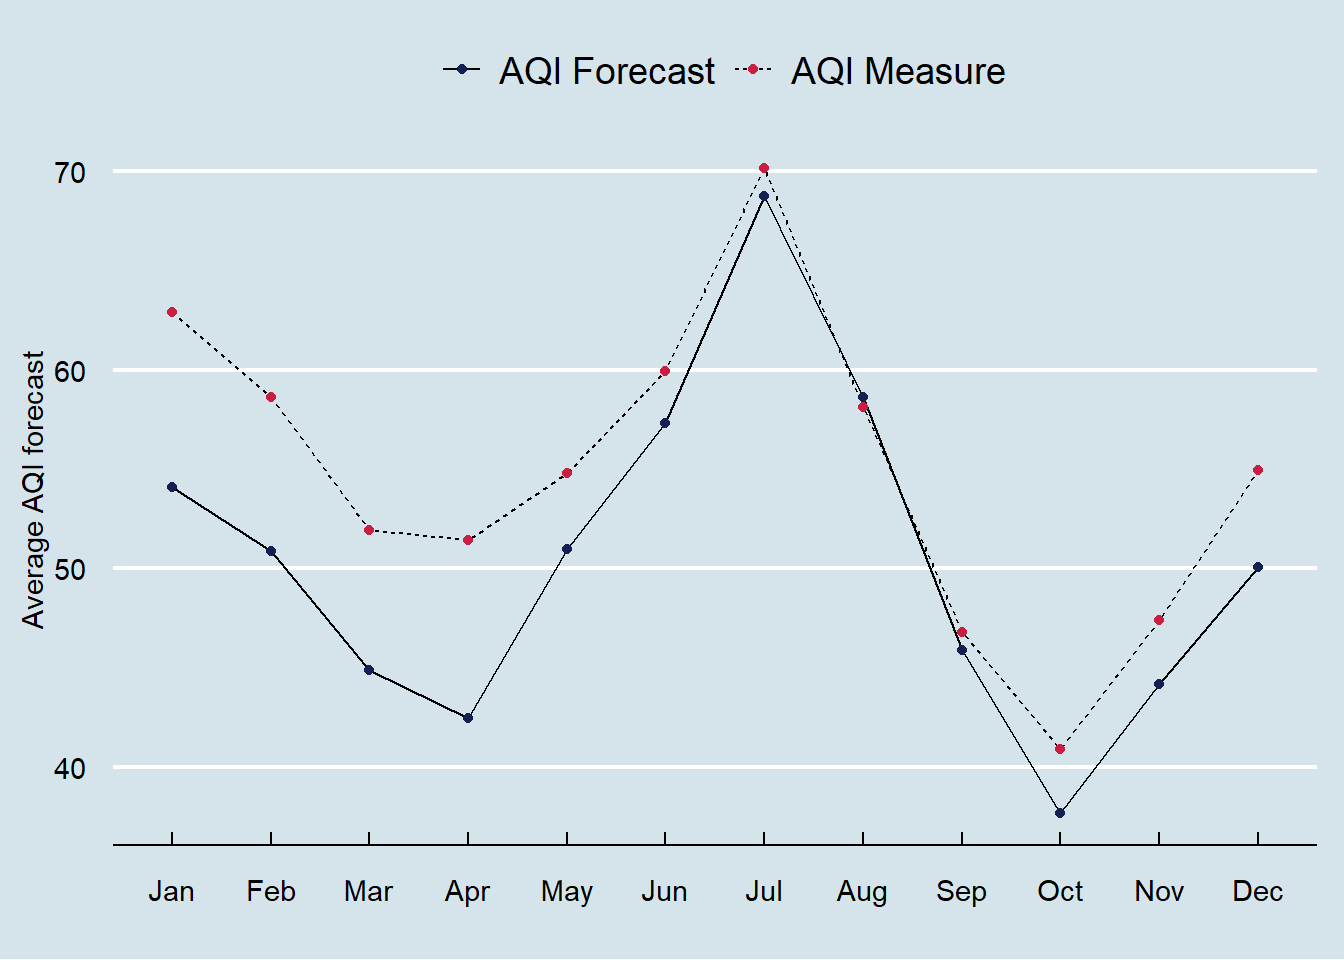 AQI Forecast AQI Measure
70
60
50
40
Average AQI forecast
Jan Feb Mar Apr May Jun Jul Aug Sep Oct Nov Dec